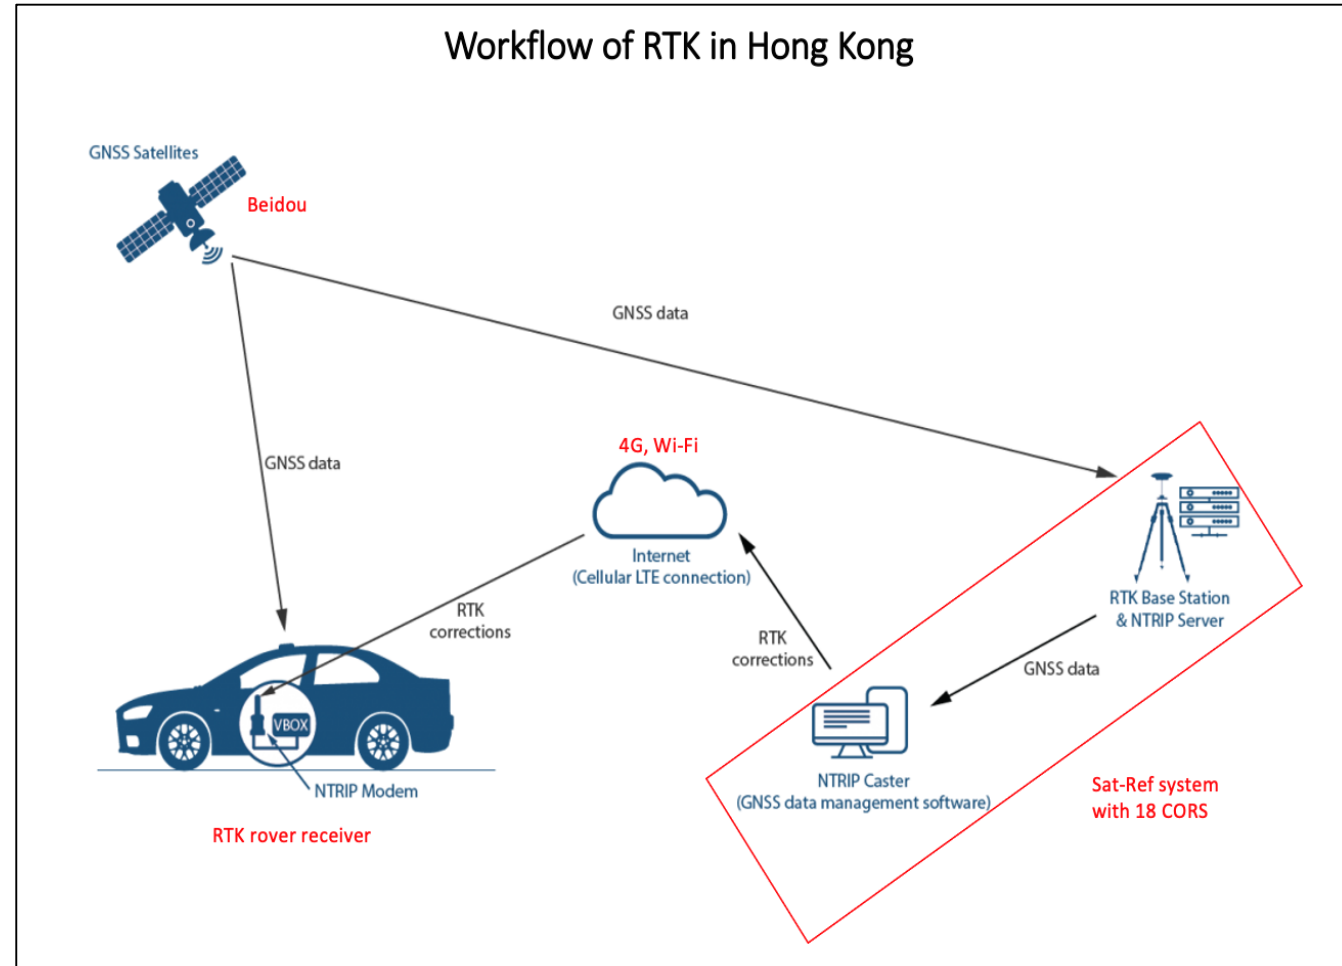 Workflow of RTK in Hong Kong
GNSS Satellites
Beidou
GNSS data
GNSS data
4G, Wi-Fi
Internet
(Cellular LTE connection)
RTK
corrections
RTK
corrections
RTK Base Station
& NTRIP Server
GNSS data
VBOX
NTRIP Modem
NTRIP Caster
(GNSS data management software)
Sat-Ref system
with 18 CORS
RTK rover receiver